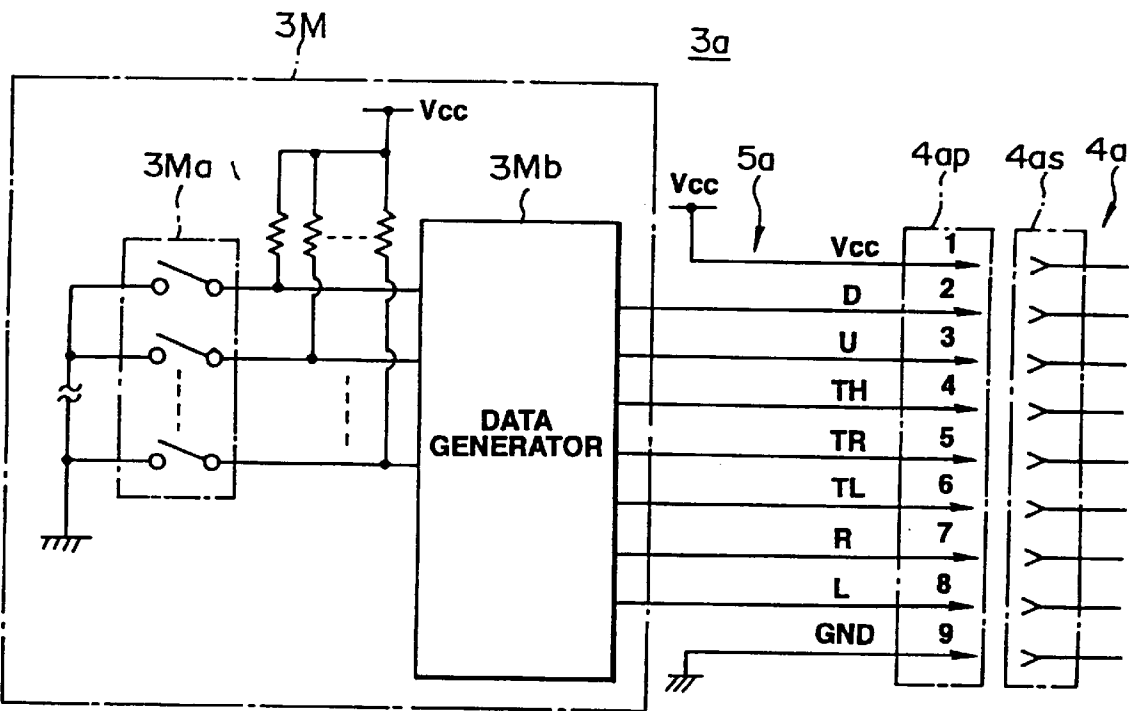 3M
3a
Vcc
3Ma
3Mb
Vcc
5a
4ap
4as
4a
Vcc 1
D 2
U 3
TH 4
TR 5
TL 6
R 7
L 8
GND 9
DATA
GENERATOR